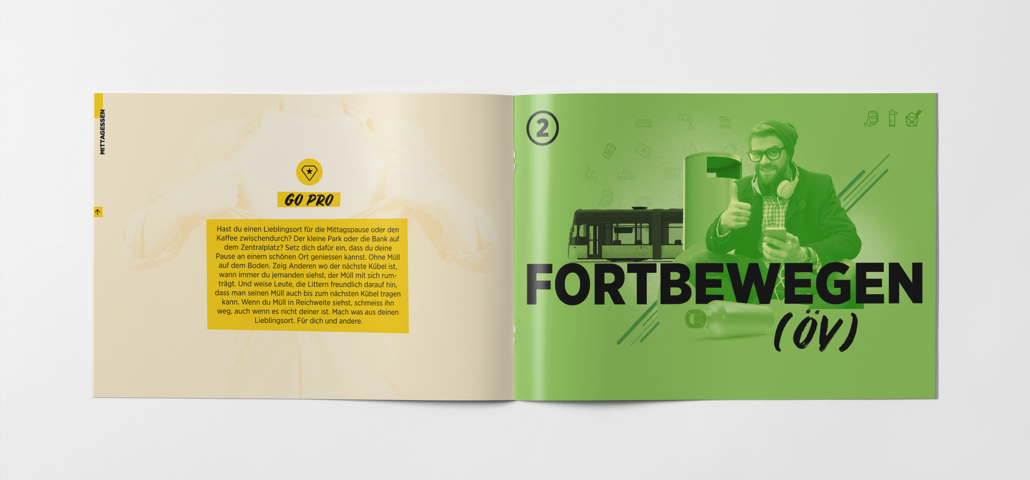 MITTAGESSEN
GO PRO
Hast du einen Lieblingsort für die Mittagspause oder den
Kaffee zwischendurch? Der kleine Park oder die Bank auf
dem Zentralplatz? Setz dich dafür ein, dass du deine
Pause an einem schönen Ort geniessen kannst. Ohne Müll
auf dem Boden. Zeig Anderen wo der nächste Kübel ist,
wann immer du jemanden siehst, der Müll mit sich rum-
trägt. Und weise Leute, die Littern freundlich darauf hin,
dass man seinen Müll auch bis zum nächsten Kübel tragen
kann. Wenn du Müll in Reichweite siehst, schmeiss ihn
weg, auch wenn es nicht deiner ist. Mach was aus deinen
Lieblingsort. Für dich und andere.
2
FORTBEWEGEN
(ÖV)